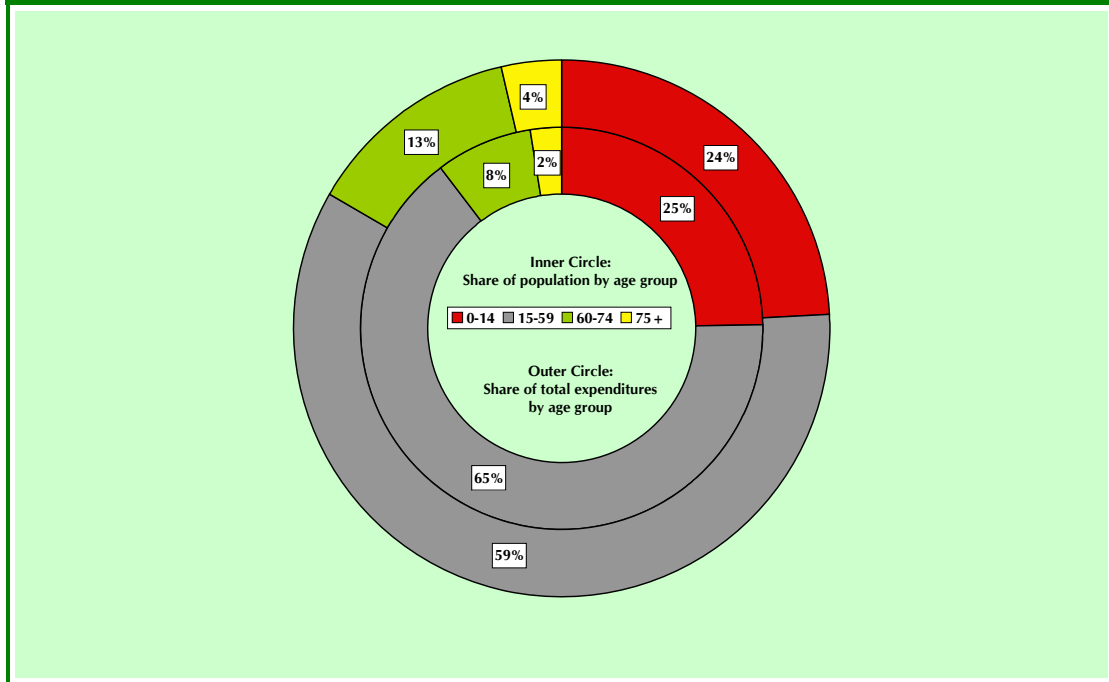 4%
13%
24%
2%
8%
25%
Inner Circle:
Share of population by age group
0-14 15-59 60-74 75+
Outer Circle:
Share of total expenditures
by age group
65%
59%